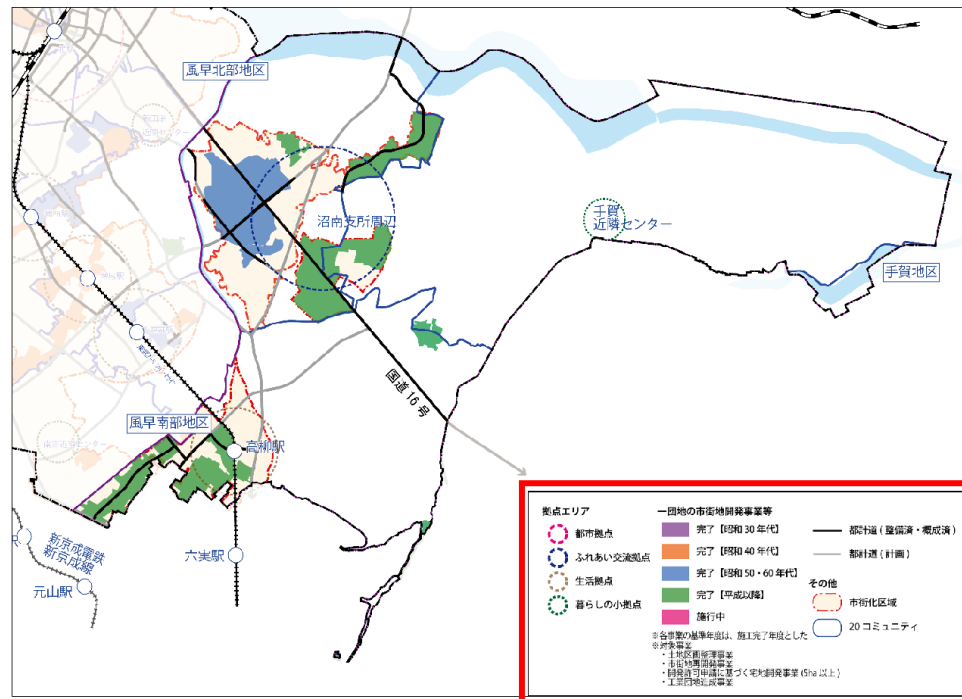 風早北部地区
沼南支所周辺
手賀
近隣センター
手賀地区
国道16号
風早南部地区
高柳駅
新京成電鉄
新京成線
六実駅
元山駅
拠点エリア
都市拠点
ふれあい交流拠点
生活拠点
暮らしの小拠点
一団地の市街地開発事業等
完了【昭和30年代】
完了【昭和40年代】
完了【昭和50・60年代】
完了【平成以降】
施行中
※各事業の基準年度は、施工完了年度とした
※対象事業
・土地区画整理事業
・市街地再開発事業
・開発許可申請に基づく宅地開発事業(5ha以上)
・工業団地造成事業
都計道(整備済・概成済)
都計道(計画)
その他
市街化区域
20コミュニティ